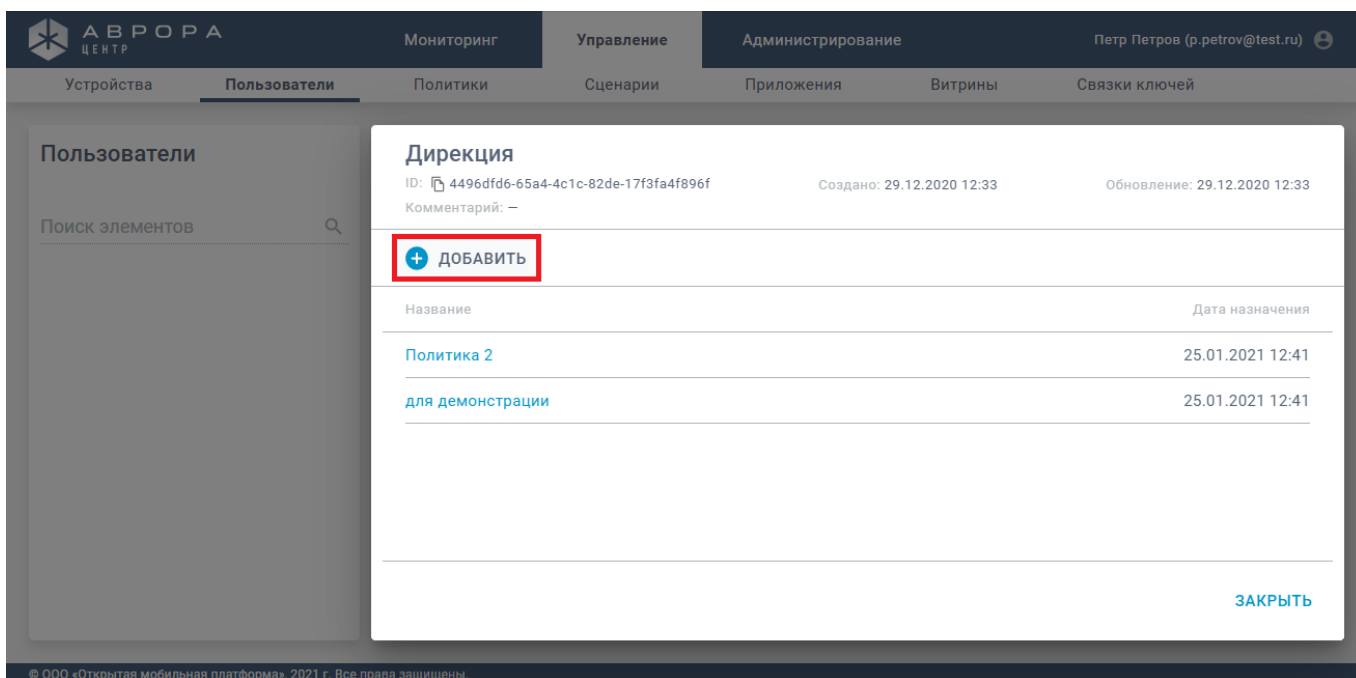 АВРОРА
ЦЕНТР
Мониторинг Управление Администрирование Петр Петров (p.petrov@test.ru)
Устройства Пользователи Политики Сценарии Приложения Витрины Связки ключей
Пользователи
Поиск элементов
Дирекция
ID: 4496dfd6-65a4-4c1c-82de-17f3fa4f896f Создано: 29.12.2020 12:33 Обновление: 29.12.2020 12:33
Комментарий: —
ДОБАВИТЬ
Название Дата назначения
Политика 2 25.01.2021 12:41
для демонстрации 25.01.2021 12:41
ЗАКРЫТЬ
© ООО «Открытая мобильная платформа», 2021 г. Все права защищены.